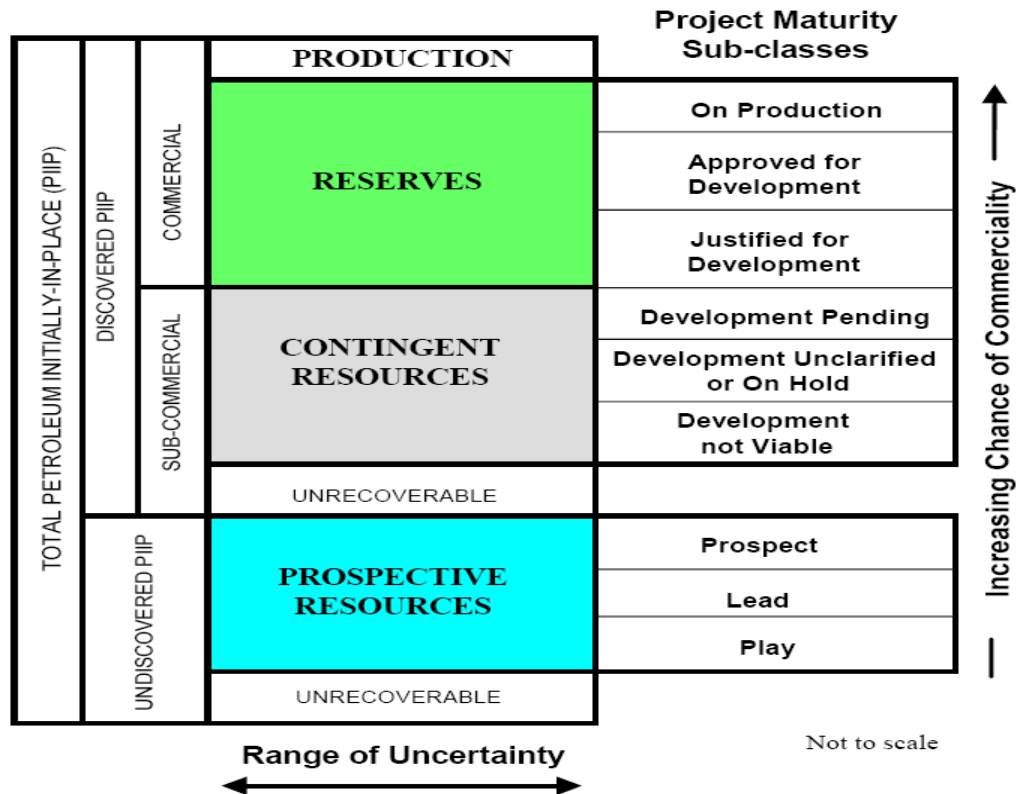 Project Maturity
Sub-classes
PRODUCTION
On Production
RESERVES
Approved for
Development
Justified for
Development
CONTINGENT
RESOURCES
Development Pending
Development Unclarified
or On Hold
Development
not Viable
UNRECOVERABLE
PROSPECTIVE
RESOURCES
Prospect
Lead
Play
UNRECOVERABLE
TOTAL PETROLEUM INITIALLY-IN-PLACE (PIIP)
DISCOVERED PIIP
COMMERCIAL
SUB-COMMERCIAL
UNDISCOVERED PIIP
Increasing Chance of Commerciality
Range of Uncertainty
Not to scale